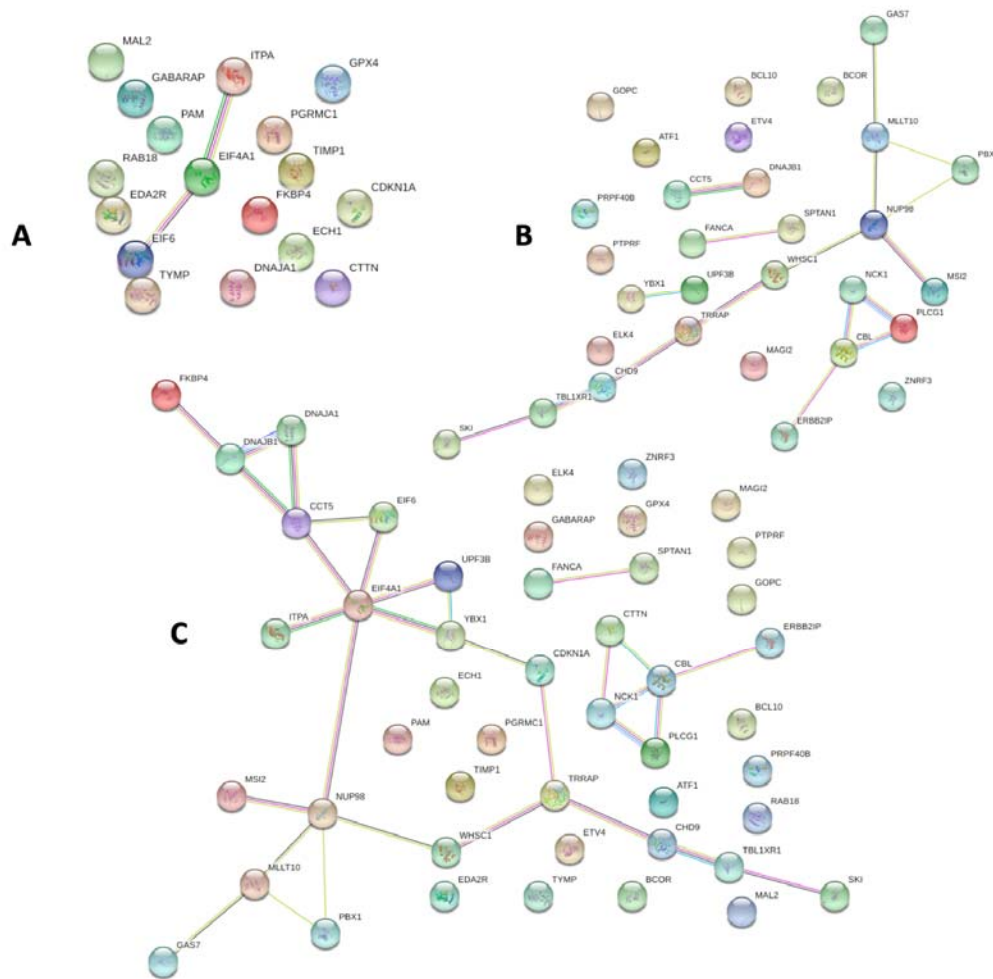 MAL2
ITPA
GABARAP
GPX4
PAM
PGRMC1
RAB18
EIF4A1
TIMP1
EDA2R
FKBP4
CDKN1A
A
EIF6
ECH1
TYMP
DNAJA1
CTTN
GAS7
GOPC
BCL10
BCOR
ATF1
ETV4
MLLT10
PBX
CCT5
DNAJB1
PRPF40B
NUP98
B
FANCA
SPTAN1
PTPRF
WHSC1
YBX1
UPF3B
NCK1
MSI2
PLCG1
TRRAP
CBL
ELK4
MAGI2
CHD9
ZNRF3
TBL1XR1
ERBB2IP
SKI
FKBP4
DNAJA1
DNAJB1
CCT5
EIF6
UPF3B
EIF4A1
ITPA
YBX1
C
CDKN1A
ECH1
PAM
PGRMC1
TIMP1
MSI2
NUP98
TRRAP
WHSC1
ETV4
MLLT10
EDA2R
TYMP
BCOR
PBX1
GAS7
ELK4
ZNRF3
MAGI2
GABARAP
GPX4
PTPRF
FANCA
SPTAN1
GOPC
CTTN
ERBB2IP
CBL
NCK1
BCL10
PLCG1
PRPF40B
ATF1
RAB18
CHD9
TBL1XR1
MAL2
SKI